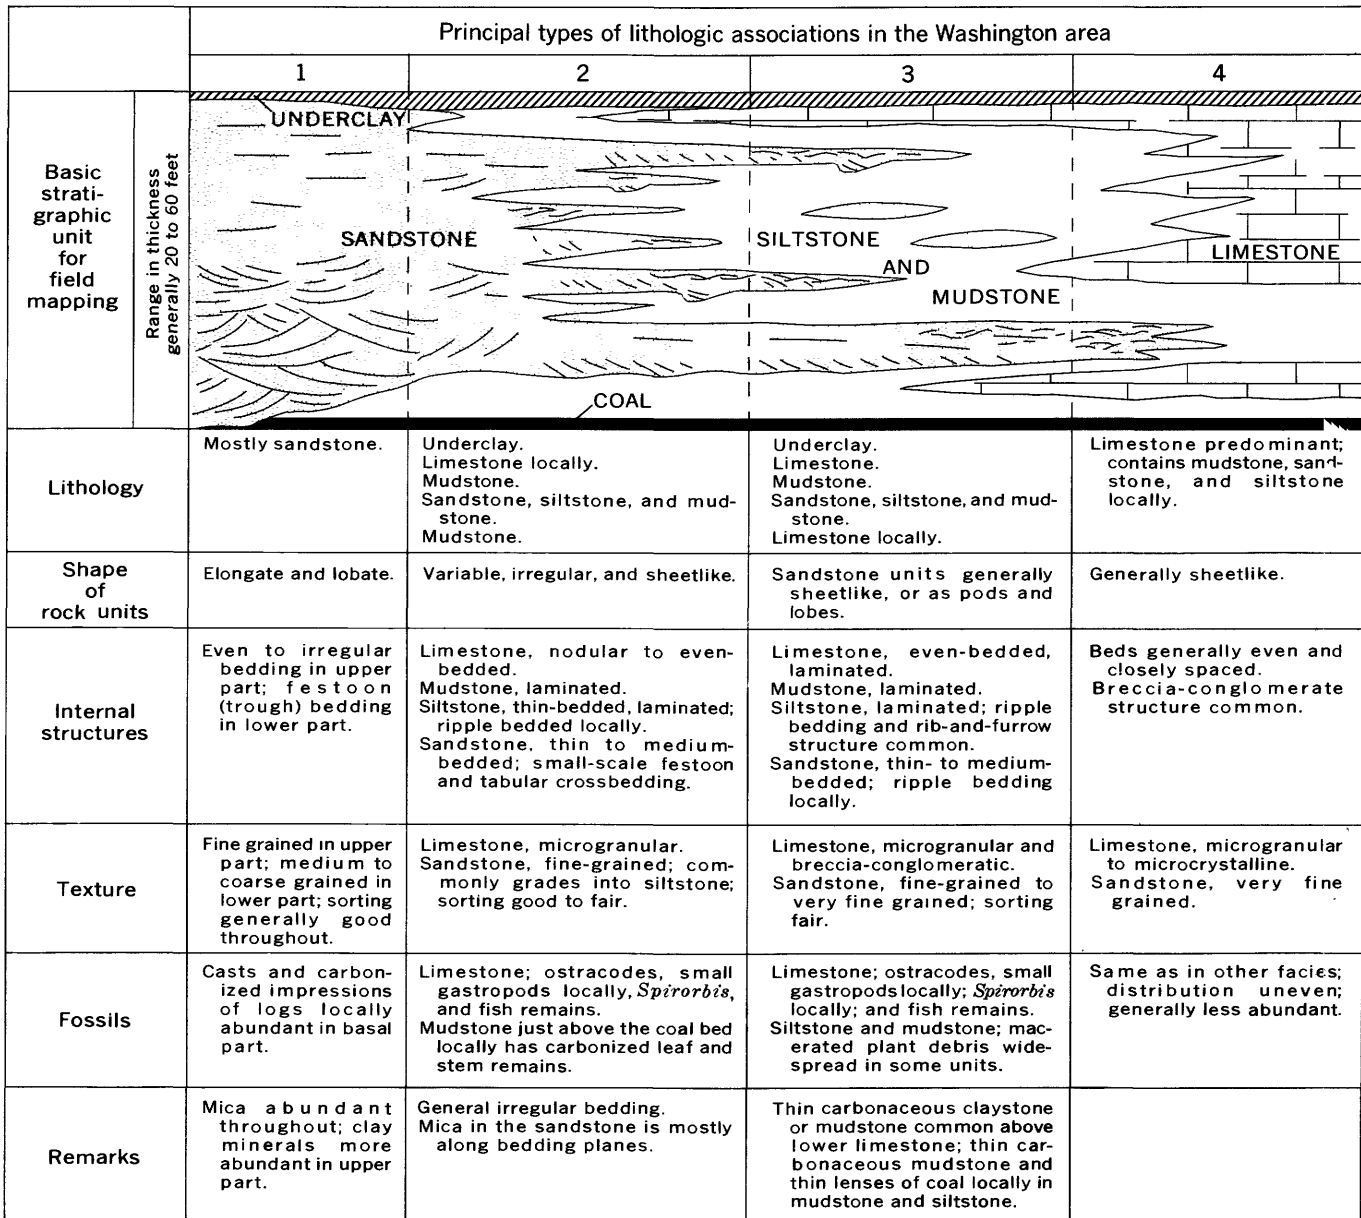 Principal types of lithologic associations in the Washington area
1
2
3
4
Basic
strati-
graphic
unit
for
field
mapping
Range in thickness
generally 20 to 60 feet
UNDERCLAY
SANDSTONE
SILTSTONE
AND
MUDSTONE
LIMESTONE
COAL
Lithology
Mostly sandstone.
Underclay.
Limestone locally.
Mudstone.
Sandstone, siltstone, and mud-
stone.
Mudstone.
Underclay.
Limestone.
Mudstone.
Sandstone, siltstone, and mud-
stone.
Limestone locally.
Limestone predominant;
contains mudstone, sand-
stone, and siltstone
locally.
Shape
of
rock units
Elongate and lobate.
Variable, irregular, and sheetlike.
Sandstone units generally
sheetlike, or as pods and
lobes.
Generally sheetlike.
Internal
structures
Even to irregular
bedding in upper
part; festoon
(trough) bedding
in lower part.
Limestone, nodular to even-
bedded.
Mudstone, laminated.
Siltstone, thin-bedded, laminated;
ripple bedded locally.
Sandstone, thin to medium-
bedded; small-scale festoon
and tabular crossbedding.
Limestone, even-bedded,
laminated.
Mudstone, laminated.
Siltstone, laminated; ripple
bedding and rib-and-furrow
structure common.
Sandstone, thin- to medium-
bedded; ripple bedding
locally.
Beds generally even and
closely spaced.
Breccia-conglomerate
structure common.
Texture
Fine grained in upper
part; medium to
coarse grained in
lower part; sorting
generally good
throughout.
Limestone, microgranular.
Sandstone, fine-grained; com-
monly grades into siltstone;
sorting good to fair.
Limestone, microgranular and
breccia-conglomeratic.
Sandstone, fine-grained to
very fine grained; sorting
fair.
Limestone, microgranular
to microcrystalline.
Sandstone, very fine
grained.
Fossils
Casts and carbon-
ized impressions
of logs locally
abundant in basal
part.
Limestone; ostracodes, small
gastropods locally, Spirorbis,
and fish remains.
Mudstone just above the coal bed
locally has carbonized leaf and
stem remains.
Limestone; ostracodes, small
gastropods locally; Spirorbis
locally; and fish remains.
Siltstone and mudstone; mac-
erated plant debris wide-
spread in some units.
Same as in other facies;
distribution uneven;
generally less abundant.
Remarks
Mica abundant
throughout; clay
minerals more
abundant in upper
part.
General irregular bedding.
Mica in the sandstone is mostly
along bedding planes.
Thin carbonaceous claystone
or mudstone common above
lower limestone; thin car-
bonaceous mudstone and
thin lenses of coal locally in
mudstone and siltstone.